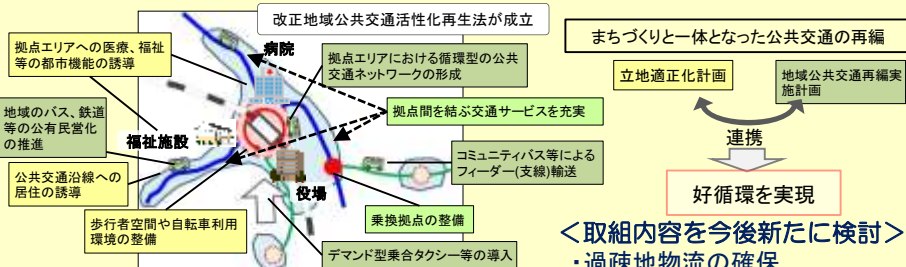 改正地域公共交通活性化再生法が成立
拠点エリアへの医療、福祉
等の都市機能の誘導
病院
拠点エリアにおける循環型の公共
交通ネットワークの形成
地域のバス、鉄道
等の公有民営化
の推進
福祉施設
拠点間を結ぶ交通サービスを充実
公共交通沿線への
居住の誘導
役場
コミュニティバス等による
フィーダー(支線)輸送
歩行者空間や自転車利用
環境の整備
乗換拠点の整備
デマンド型乗合タクシー等の導入
まちづくりと一体となった公共交通の再編
立地適正化計画
地域公共交通再編実
施計画
連携
好循環を実現
<取組内容を今後新たに検討>
・過疎地物流の確保